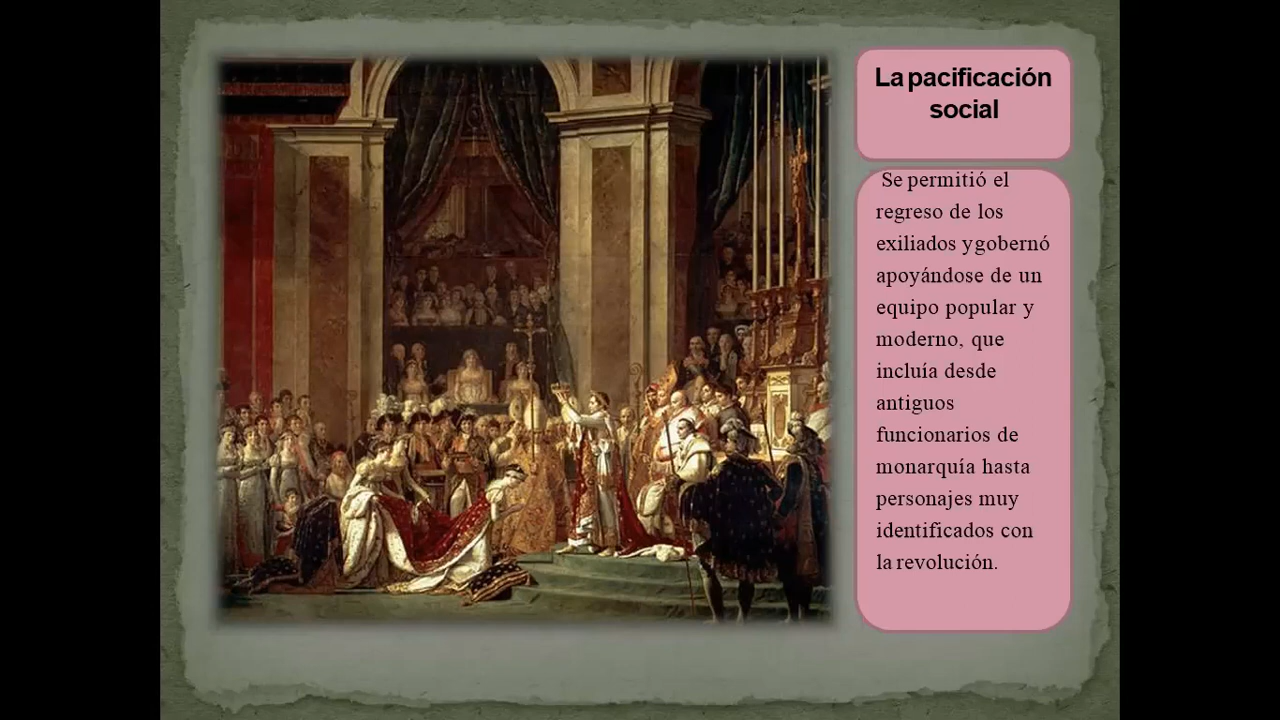 La pacificación
social
Se permitió el
regreso de los
exiliados y gobernó
apoyándose de un
equipo popular y
moderno, que
incluía desde
antiguos
funcionarios de
monarquía hasta
personajes muy
identificados con
la revolución.